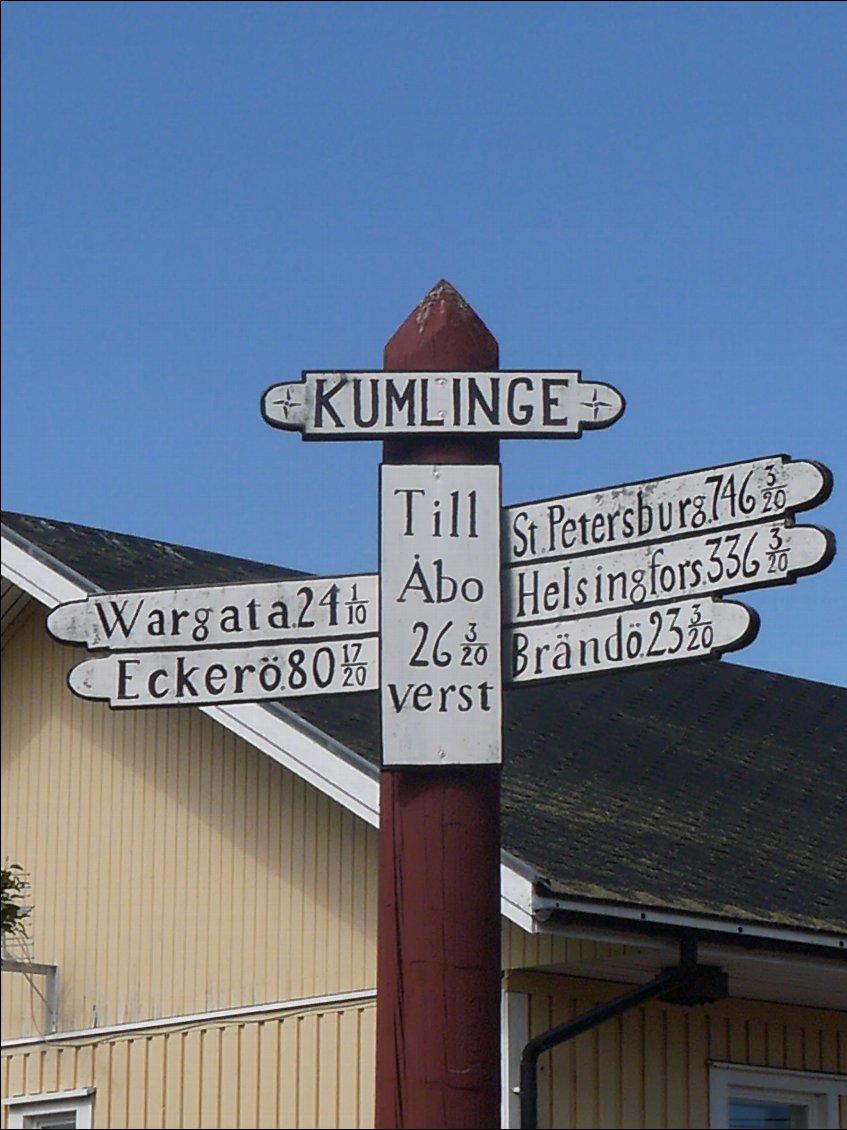 KUMLINGE
Till
Åbo
26 3/20
verst
Wargata.24 1/10
Eckerö.80 17/20
St.Petersburg.746 3/20
Helsingfors.336 3/20
Brändö.23 3/20